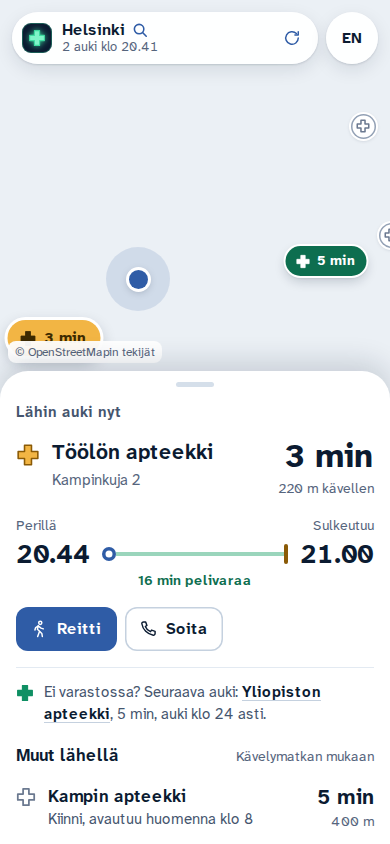 Helsinki
2 auki klo 20.41
EN
5 min
3 min
© OpenStreetMapin tekijät
Lähin auki nyt
Töölön apteekki
3 min
Kampinkuja 2
220 m kävellen
Perillä
Sulkeutuu
20.44
21.00
16 min pelivaraa
Reitti
Soita
Ei varastossa? Seuraava auki: Yliopiston
apteekki, 5 min, auki klo 24 asti.
Muut lähellä
Kävelymatkan mukaan
Kampin apteekki
5 min
Kiinni, avautuu huomenna klo 8
400 m